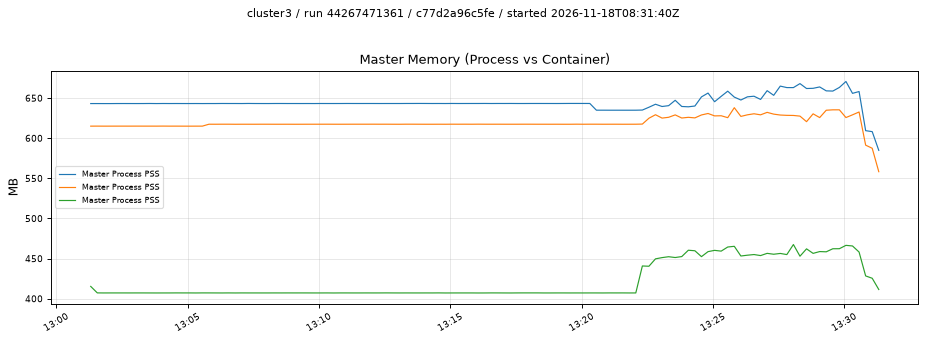 cluster3 / run 44267471361 / c77d2a96c5fe / started 2026-11-18T08:31:40Z
Master Memory (Process vs Container)
MB
650
600
550
500
450
400
Master Process PSS
Master Process PSS
Master Process PSS
13:00
13:05
13:10
13:15
13:20
13:25
13:30